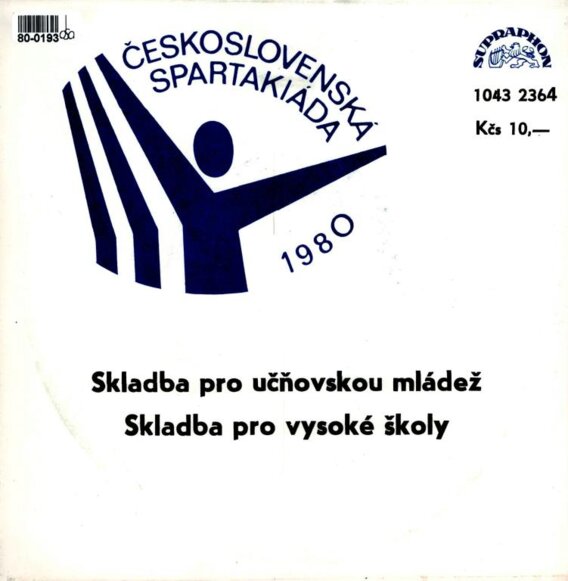 80-0193
ČESKOSLOVENSKÁ
SPARTAKIÁDA
1980
SUPRAPHON
1043 2364
Kčs 10,—
Skladba pro učňovskou mládež
Skladba pro vysoké školy